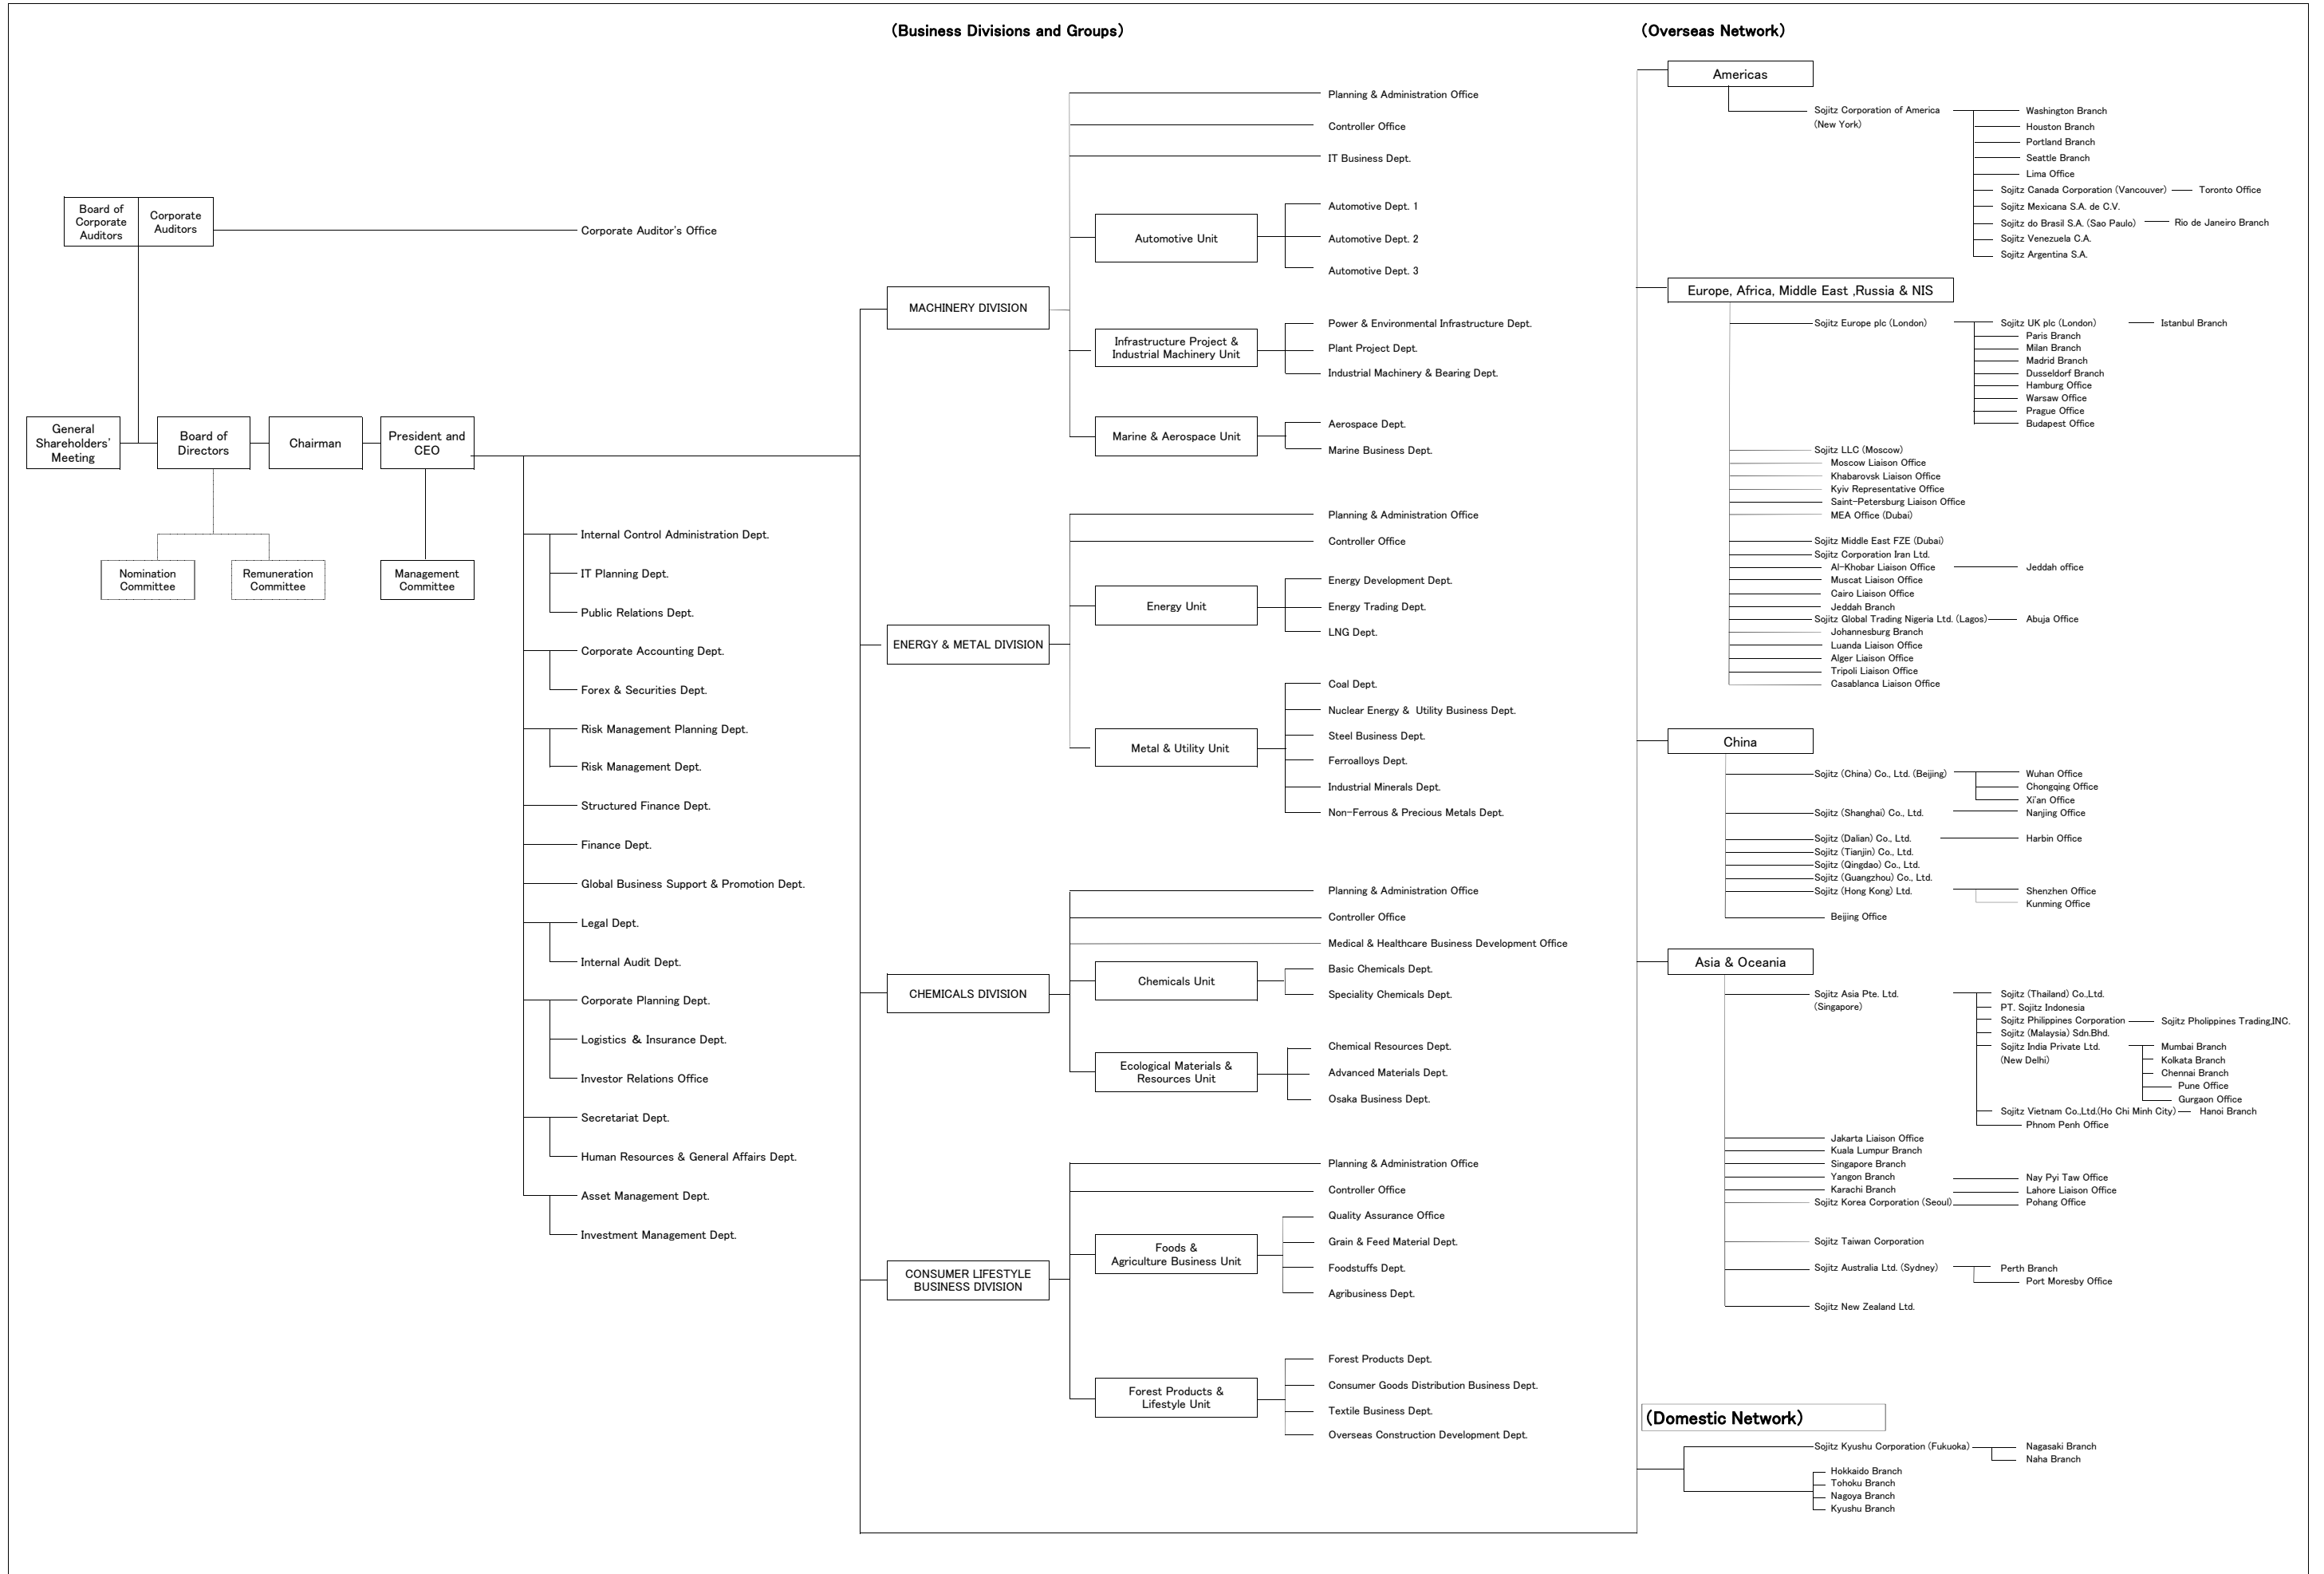 (Business Divisions and Groups)
(Overseas Network)
Board of
Corporate
Auditors
Corporate
Auditors
Corporate Auditor's Office
General
Shareholders'
Meeting
Board of
Directors
Chairman
President and
CEO
Nomination
Committee
Remuneration
Committee
Management
Committee
Internal Control Administration Dept.
IT Planning Dept.
Public Relations Dept.
Corporate Accounting Dept.
Forex & Securities Dept.
Risk Management Planning Dept.
Risk Management Dept.
Structured Finance Dept.
Finance Dept.
Global Business Support & Promotion Dept.
Legal Dept.
Internal Audit Dept.
Corporate Planning Dept.
Logistics & Insurance Dept.
Investor Relations Office
Secretariat Dept.
Human Resources & General Affairs Dept.
Asset Management Dept.
Investment Management Dept.
MACHINERY DIVISION
Planning & Administration Office
Controller Office
IT Business Dept.
Automotive Unit
Automotive Dept. 1
Automotive Dept. 2
Automotive Dept. 3
Infrastructure Project &
Industrial Machinery Unit
Power & Environmental Infrastructure Dept.
Plant Project Dept.
Industrial Machinery & Bearing Dept.
Marine & Aerospace Unit
Aerospace Dept.
Marine Business Dept.
ENERGY & METAL DIVISION
Planning & Administration Office
Controller Office
Energy Unit
Energy Development Dept.
Energy Trading Dept.
LNG Dept.
Metal & Utility Unit
Coal Dept.
Nuclear Energy & Utility Business Dept.
Steel Business Dept.
Ferroalloys Dept.
Industrial Minerals Dept.
Non-Ferrous & Precious Metals Dept.
CHEMICALS DIVISION
Planning & Administration Office
Controller Office
Medical & Healthcare Business Development Office
Chemicals Unit
Basic Chemicals Dept.
Speciality Chemicals Dept.
Ecological Materials &
Resources Unit
Chemical Resources Dept.
Advanced Materials Dept.
Osaka Business Dept.
CONSUMER LIFESTYLE
BUSINESS DIVISION
Planning & Administration Office
Controller Office
Foods &
Agriculture Business Unit
Quality Assurance Office
Grain & Feed Material Dept.
Foodstuffs Dept.
Agribusiness Dept.
Forest Products &
Lifestyle Unit
Forest Products Dept.
Consumer Goods Distribution Business Dept.
Textile Business Dept.
Overseas Construction Development Dept.
Americas
Sojitz Corporation of America
(New York)
Washington Branch
Houston Branch
Portland Branch
Seattle Branch
Lima Office
Sojitz Canada Corporation (Vancouver)
Toronto Office
Sojitz Mexicana S.A. de C.V.
Sojitz do Brasil S.A. (Sao Paulo)
Rio de Janeiro Branch
Sojitz Venezuela C.A.
Sojitz Argentina S.A.
Europe, Africa, Middle East ,Russia & NIS
Sojitz Europe plc (London)
Sojitz UK plc (London)
Istanbul Branch
Paris Branch
Milan Branch
Madrid Branch
Dusseldorf Branch
Hamburg Office
Warsaw Office
Prague Office
Budapest Office
Sojitz LLC (Moscow)
Moscow Liaison Office
Khabarovsk Liaison Office
Kyiv Representative Office
Saint-Petersburg Liaison Office
MEA Office (Dubai)
Sojitz Middle East FZE (Dubai)
Sojitz Corporation Iran Ltd.
Al-Khobar Liaison Office
Jeddah office
Muscat Liaison Office
Cairo Liaison Office
Jeddah Branch
Sojitz Global Trading Nigeria Ltd. (Lagos)
Abuja Office
Johannesburg Branch
Luanda Liaison Office
Alger Liaison Office
Tripoli Liaison Office
Casablanca Liaison Office
China
Sojitz (China) Co., Ltd. (Beijing)
Wuhan Office
Chongqing Office
Xi'an Office
Sojitz (Shanghai) Co., Ltd.
Nanjing Office
Sojitz (Dalian) Co., Ltd.
Harbin Office
Sojitz (Tianjin) Co., Ltd.
Sojitz (Qingdao) Co., Ltd.
Sojitz (Guangzhou) Co., Ltd.
Sojitz (Hong Kong) Ltd.
Shenzhen Office
Kunming Office
Beijing Office
Asia & Oceania
Sojitz Asia Pte. Ltd.
(Singapore)
Sojitz (Thailand) Co.,Ltd.
PT. Sojitz Indonesia
Sojitz Philippines Corporation
Sojitz Pholippines Trading,INC.
Sojitz (Malaysia) Sdn.Bhd.
Sojitz India Private Ltd.
(New Delhi)
Mumbai Branch
Kolkata Branch
Chennai Branch
Pune Office
Gurgaon Office
Sojitz Vietnam Co.,Ltd.(Ho Chi Minh City)
Hanoi Branch
Phnom Penh Office
Jakarta Liaison Office
Kuala Lumpur Branch
Singapore Branch
Yangon Branch
Nay Pyi Taw Office
Karachi Branch
Lahore Liaison Office
Sojitz Korea Corporation (Seoul)
Pohang Office
Sojitz Taiwan Corporation
Sojitz Australia Ltd. (Sydney)
Perth Branch
Port Moresby Office
Sojitz New Zealand Ltd.
(Domestic Network)
Sojitz Kyushu Corporation (Fukuoka)
Nagasaki Branch
Naha Branch
Hokkaido Branch
Tohoku Branch
Nagoya Branch
Kyushu Branch